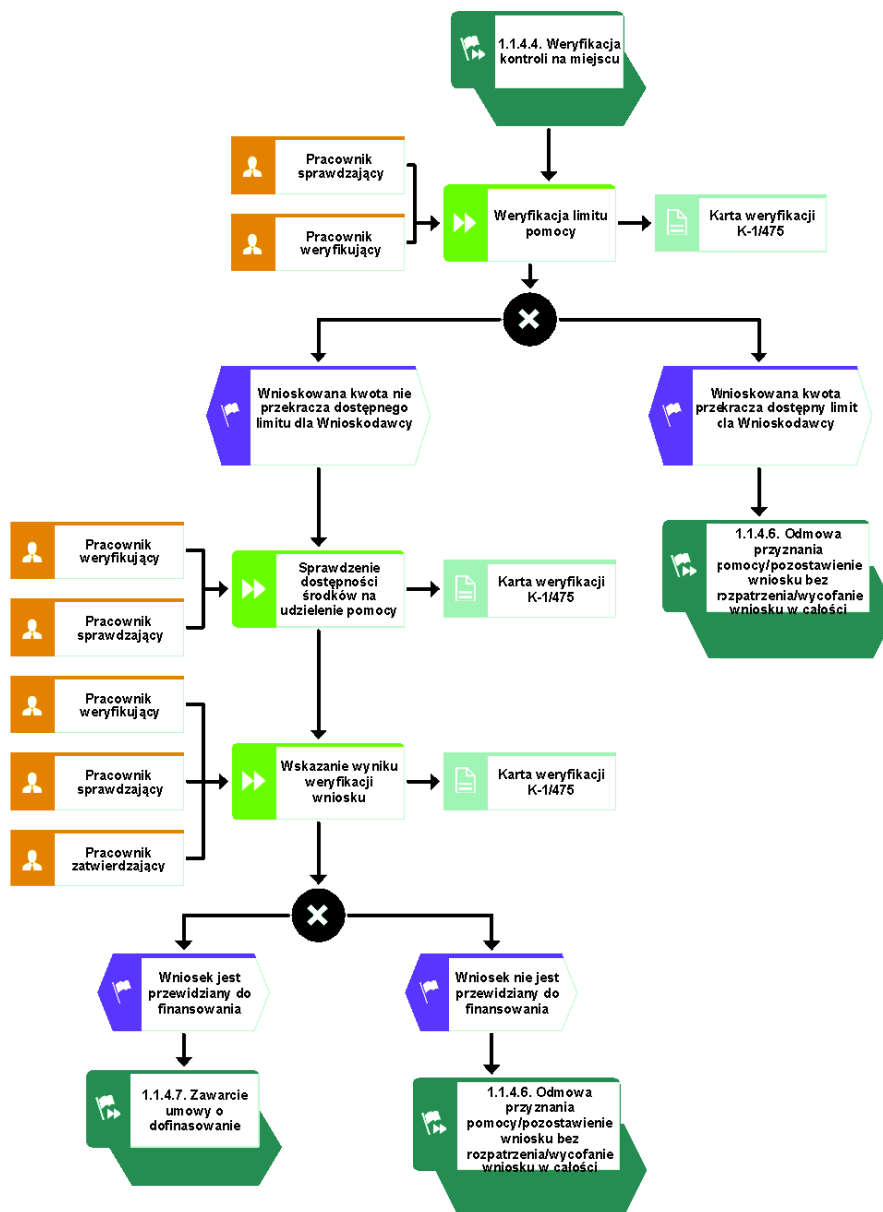 1.1.4.4. Weryfikacja
kontroli na miejscu
Pracownik
sprawdzający
Pracownik
weryfikujący
Weryfikacja limitu
pomocy
Karta weryfikacji
K-1/475
Wnioskowana kwota nie
przekracza dostępnego
limitu dla Wnioskodawcy
Wnioskowana kwota
przekracza dostępny limit
dla Wnioskodawcy
1.1.4.6. Odmowa
przyznania
pomocy/pozostawienie
wniosku bez
rozpatrzenia/wycofanie
wniosku w całości
Pracownik
weryfikujący
Pracownik
sprawdzający
Sprawdzenie
dostępności
środków na
udzielenie pomocy
Karta weryfikacji
K-1/475
Pracownik
weryfikujący
Pracownik
sprawdzający
Pracownik
zatwierdzający
Wskazanie wyniku
weryfikacji
wniosku
Karta weryfikacji
K-1/475
Wniosek jest
przewidziany do
finansowania
Wniosek nie jest
przewidziany do
finansowania
1.1.4.7. Zawarcie
umowy o
dofinasowanie
1.1.4.6. Odmowa
przyznania
pomocy/pozostawienie
wniosku bez
rozpatrzenia/wycofanie
wniosku w całości